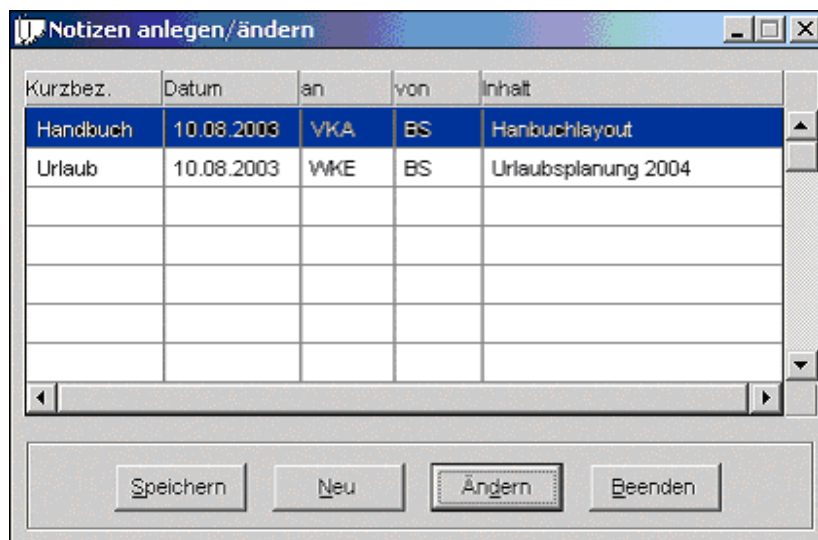 Notizen anlegen/ändern
Kurzbez. Datum an von Inhalt
Handbuch 10.08.2003 VKA BS Hanbuchlayout
Urlaub 10.08.2003 WKE BS Urlaubsplanung 2004
Speichern Neu Ändern Beenden